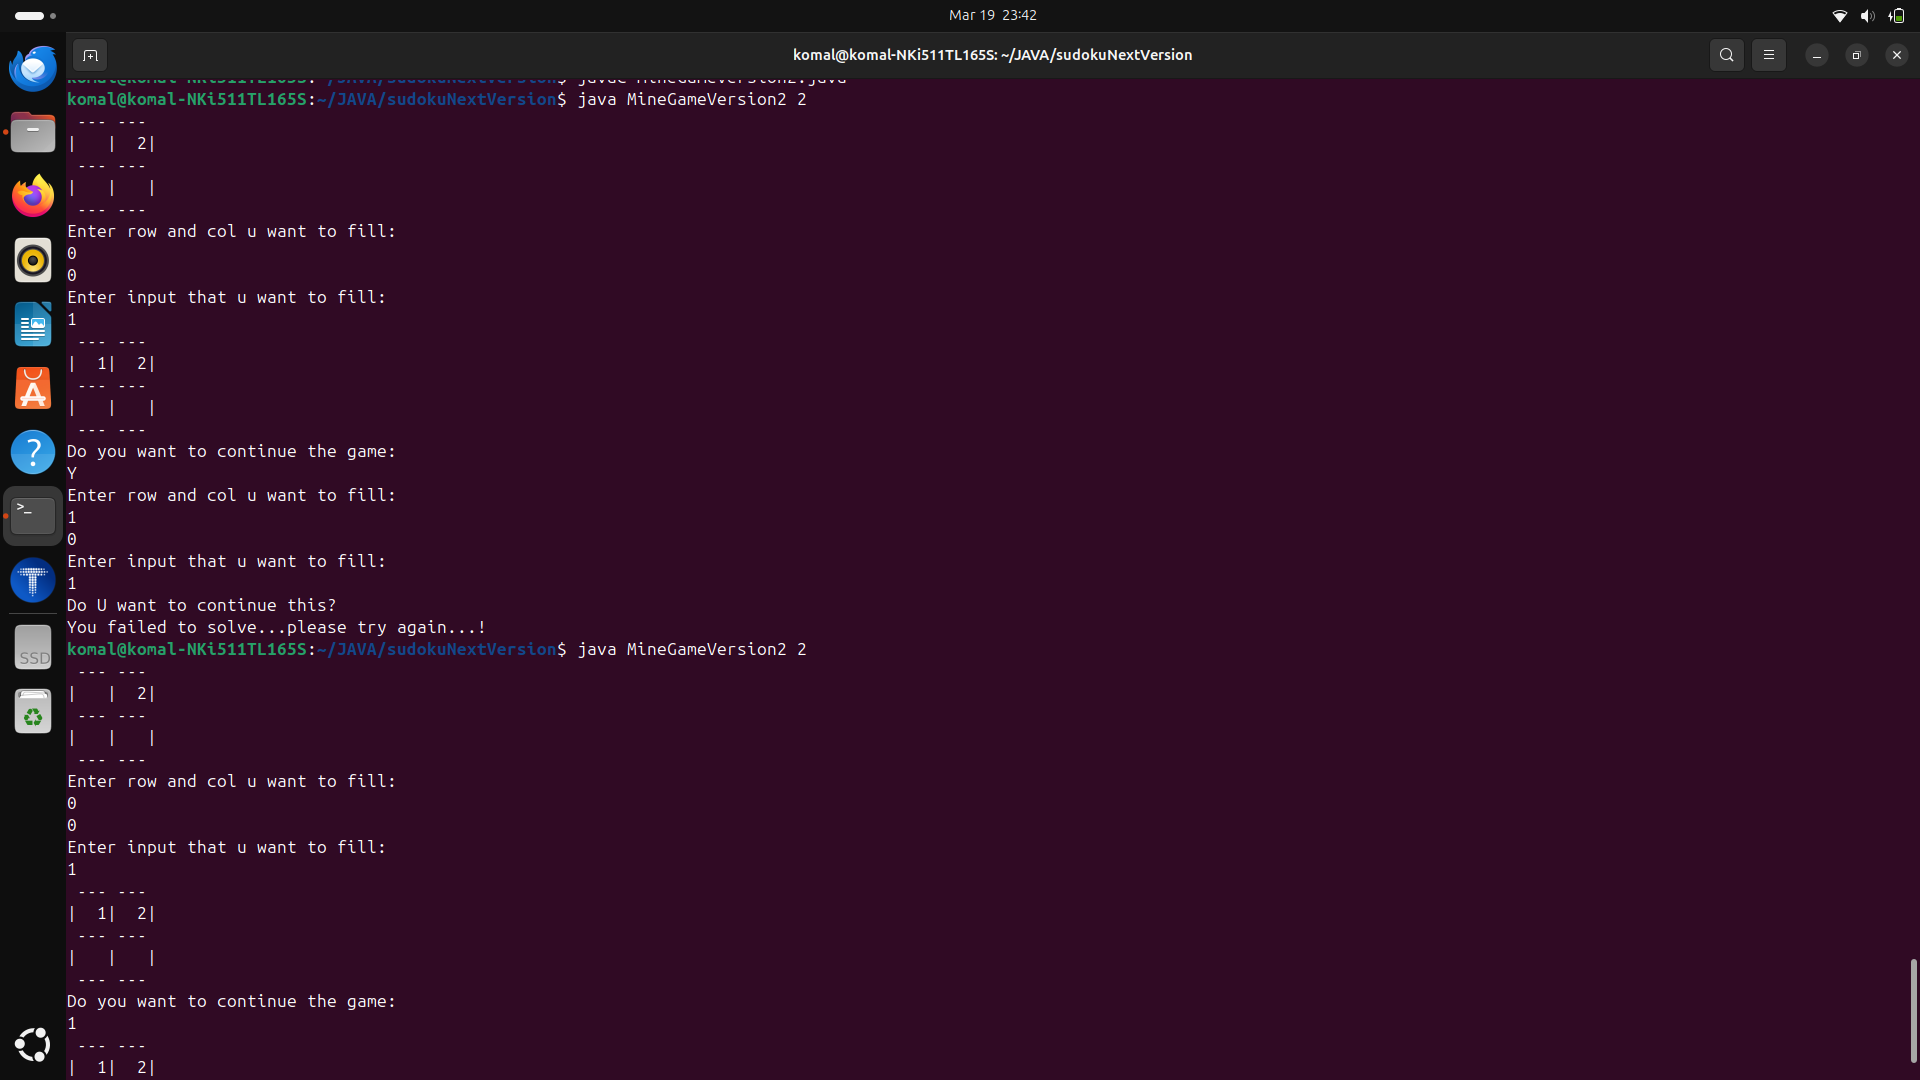 Mar 19 23:42
komal@komal-NKi511TL165S: ~/JAVA/sudokuNextVersion
komal@komal-NKi511TL165S:~/JAVA/sudokuNextVersion$ javac MineGameVersion2.java
komal@komal-NKi511TL165S:~/JAVA/sudokuNextVersion$ java MineGameVersion2 2
 --- ---
|   |  2|
 --- ---
|   |   |
 --- ---
Enter row and col u want to fill:
0
0
Enter input that u want to fill:
1
 --- ---
|  1|  2|
 --- ---
|   |   |
 --- ---
Do you want to continue the game:
Y
Enter row and col u want to fill:
1
0
Enter input that u want to fill:
1
Do U want to continue this?
You failed to solve...please try again...!
komal@komal-NKi511TL165S:~/JAVA/sudokuNextVersion$ java MineGameVersion2 2
 --- ---
|   |  2|
 --- ---
|   |   |
 --- ---
Enter row and col u want to fill:
0
0
Enter input that u want to fill:
1
 --- ---
|  1|  2|
 --- ---
|   |   |
 --- ---
Do you want to continue the game:
1
 --- ---
|  1|  2|
SSD